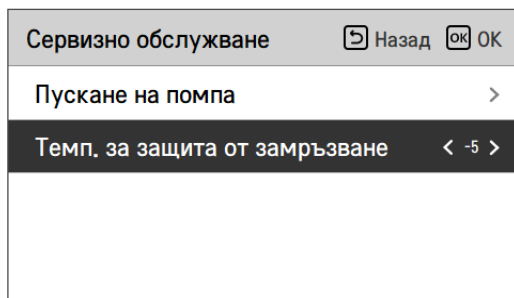 Сервизно обслужване Назад OK OK
Пускане на помпа >
Темп. за защита от замръзване < -5 >